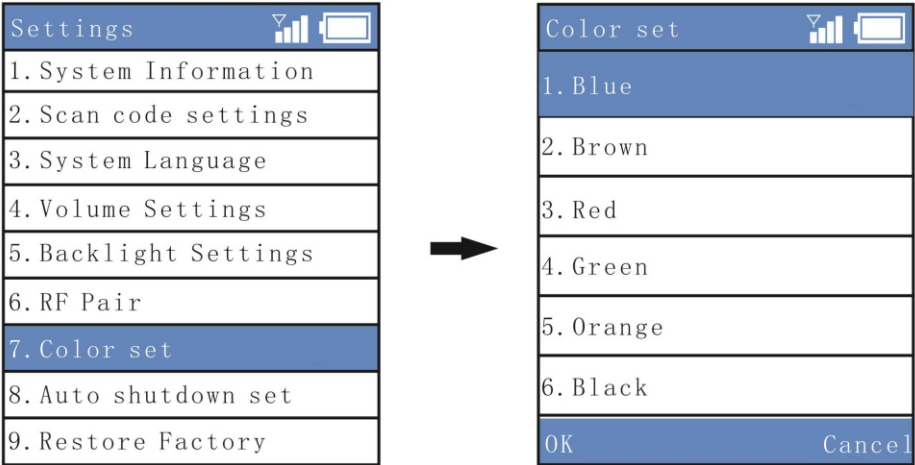 Settings
1.System Information
2.Scan code settings
3.System Language
4.Volume Settings
5.Backlight Settings
6.RF Pair
7.Color set
8.Auto shutdown set
9.Restore Factory
Color set
1.Blue
2.Brown
3.Red
4.Green
5.Orange
6.Black
OK Cancel